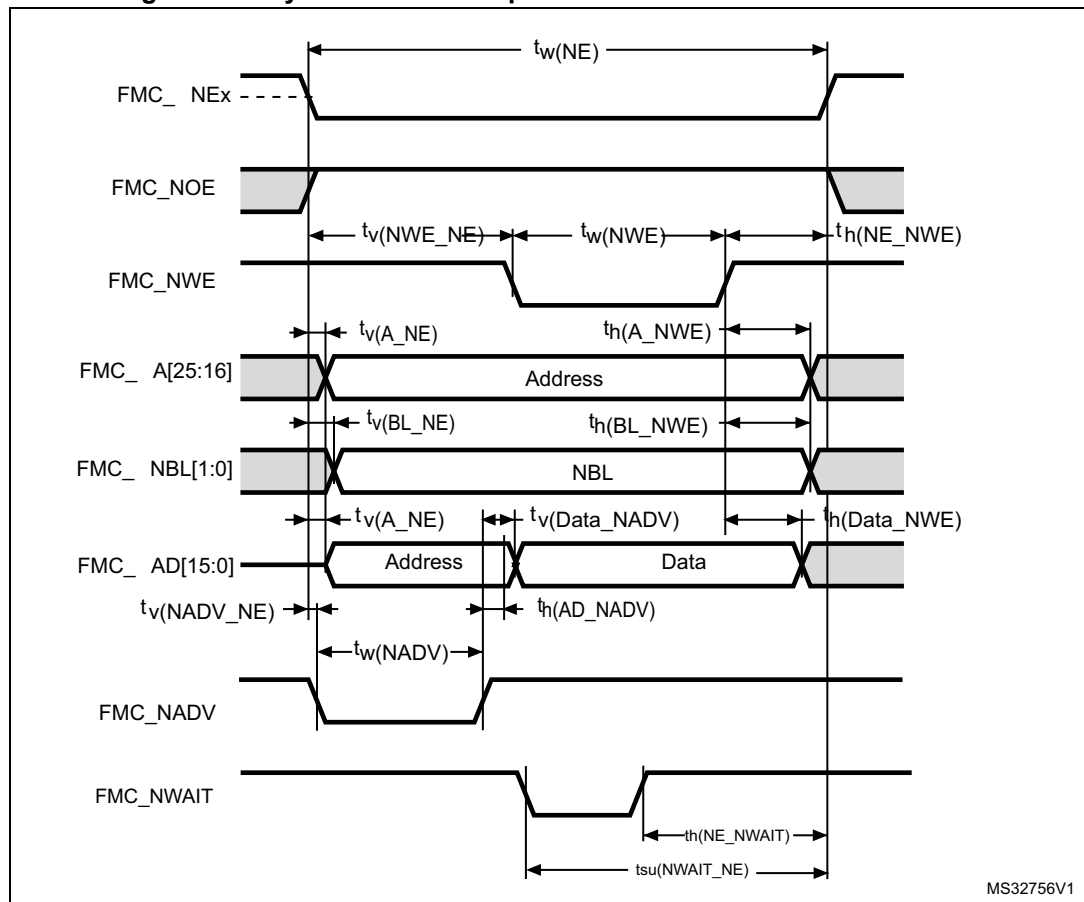 tw(NE)
FMC_ NEx
FMC_NOE
tv(NWE_NE) tw(NWE) th(NE_NWE)
FMC_NWE
tv(A_NE) th(A_NWE)
FMC_ A[25:16] Address
tv(BL_NE) th(BL_NWE)
FMC_ NBL[1:0] NBL
tv(A_NE) tv(Data_NADV) th(Data_NWE)
FMC_ AD[15:0] Address Data
tv(NADV_NE) th(AD_NADV)
tw(NADV)
FMC_NADV
FMC_NWAIT
th(NE_NWAIT)
tsu(NWAIT_NE)
MS32756V1